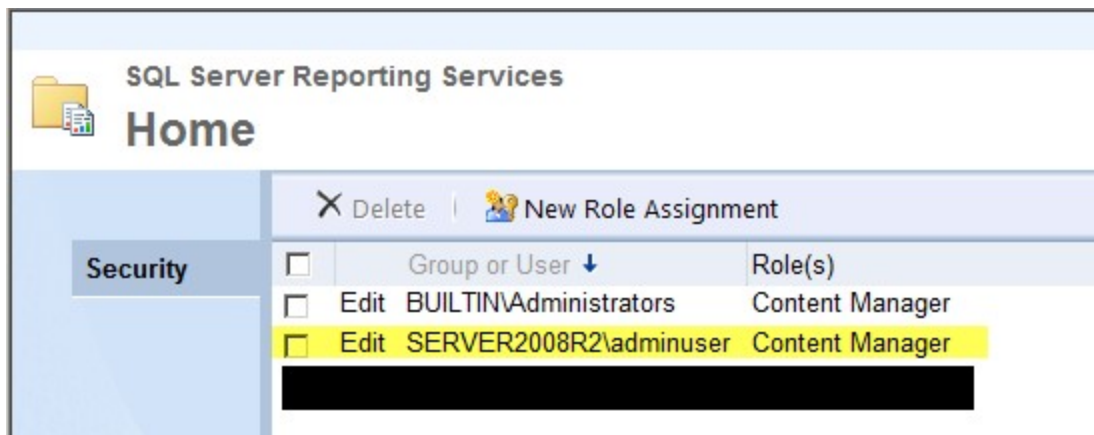 SQL Server Reporting Services
Home
Delete New Role Assignment
Security
Group or User Role(s)
Edit BUILTIN\Administrators Content Manager
Edit SERVER2008R2\adminuser Content Manager